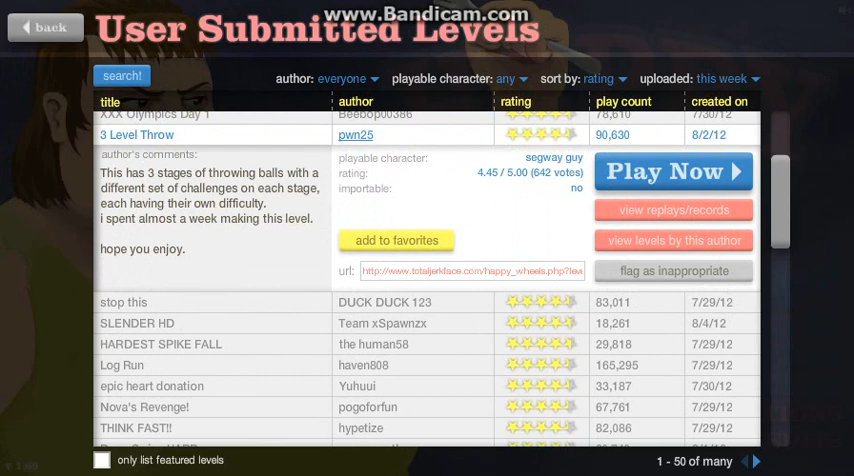 www.Bandicam.com
back
User Submitted Levels
search!
author: everyone
playable character: any
sort by: rating
uploaded: this week
title author rating play count created on
XXX Olympics Day 1 Beebop00386 78,610 7/30/12
3 Level Throw pwn25 90,630 8/2/12
author's comments:
This has 3 stages of throwing balls with a
different set of challenges on each stage,
each having their own difficulty.
i spent almost a week making this level.
hope you enjoy.
playable character: segway guy
rating: 4.45 / 5.00 (642 votes)
importable: no
add to favorites
url: http://www.totaljerkface.com/happy_wheels.php?leve
Play Now
view replays/records
view levels by this author
flag as inappropriate
stop this DUCK DUCK 123 83,011 7/29/12
SLENDER HD Team xSpawnzx 18,261 8/4/12
HARDEST SPIKE FALL the human58 29,818 7/29/12
Log Run haven808 165,295 7/29/12
epic heart donation Yuhuui 33,187 7/30/12
Nova's Revenge! pogoforfun 67,761 7/29/12
THINK FAST!! hypetize 82,086 7/29/12
only list featured levels
1 - 50 of many